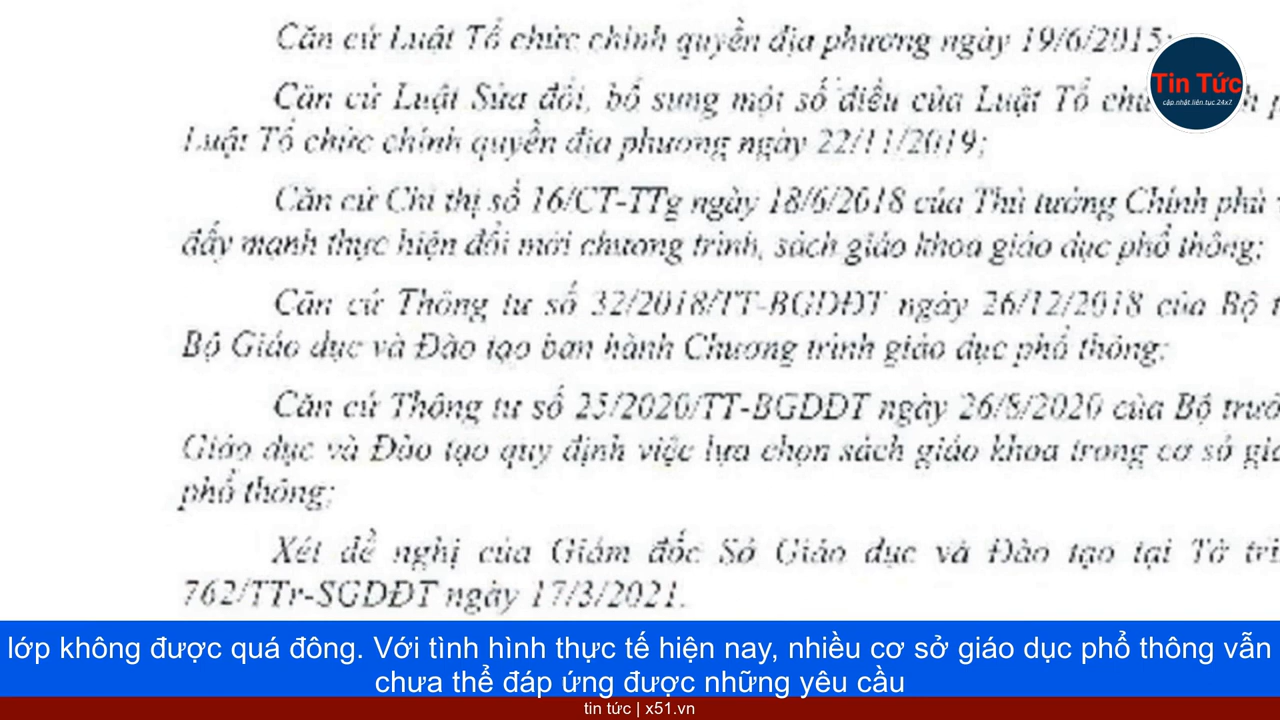 Căn cứ Luật Tổ chức chính quyền địa phương ngày 19/6/2015;
Căn cứ Luật Sửa đổi, bổ sung một số điều của Luật Tổ
Luật Tổ chức chính quyền địa phương ngày 22/11/2019;
Căn cứ Chỉ thị số 16/CT-TTg ngày 18/6/2018 của Thủ tướng Chính phủ
đẩy mạnh thực hiện đổi mới chương trình, sách giáo khoa giáo dục phổ thông;
Căn cứ Thông tư số 32/2018/TT-BGDĐT ngày 26/12/2018 của Bộ
Bộ Giáo dục và Đào tạo ban hành Chương trình giáo dục phổ thông;
Căn cứ Thông tư số 25/2020/TT-BGDĐT ngày 26/8/2020 của Bộ
Giáo dục và Đào tạo quy định việc lựa chọn sách giáo khoa trong cơ sở
phổ thông;
Xét đề nghị của Giám đốc Sở Giáo dục và Đào tạo tại Tờ
762/TTr-SGDĐT ngày 17/3/2021.
Tin Tức
cập nhật liên tục 24x7
lớp không được quá đông. Với tình hình thực tế hiện nay, nhiều cơ sở giáo dục phổ thông vẫn
chưa thể đáp ứng được những yêu cầu
tin tức | x51.vn